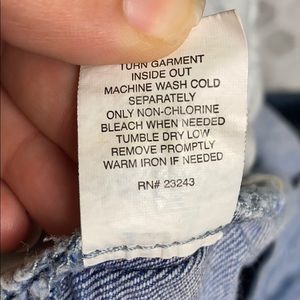 TURN GARMENT
INSIDE OUT
MACHINE WASH COLD
SEPARATELY
ONLY NON-CHLORINE
BLEACH WHEN NEEDED
TUMBLE DRY LOW
REMOVE PROMPTLY
WARM IRON IF NEEDED
RN# 23243